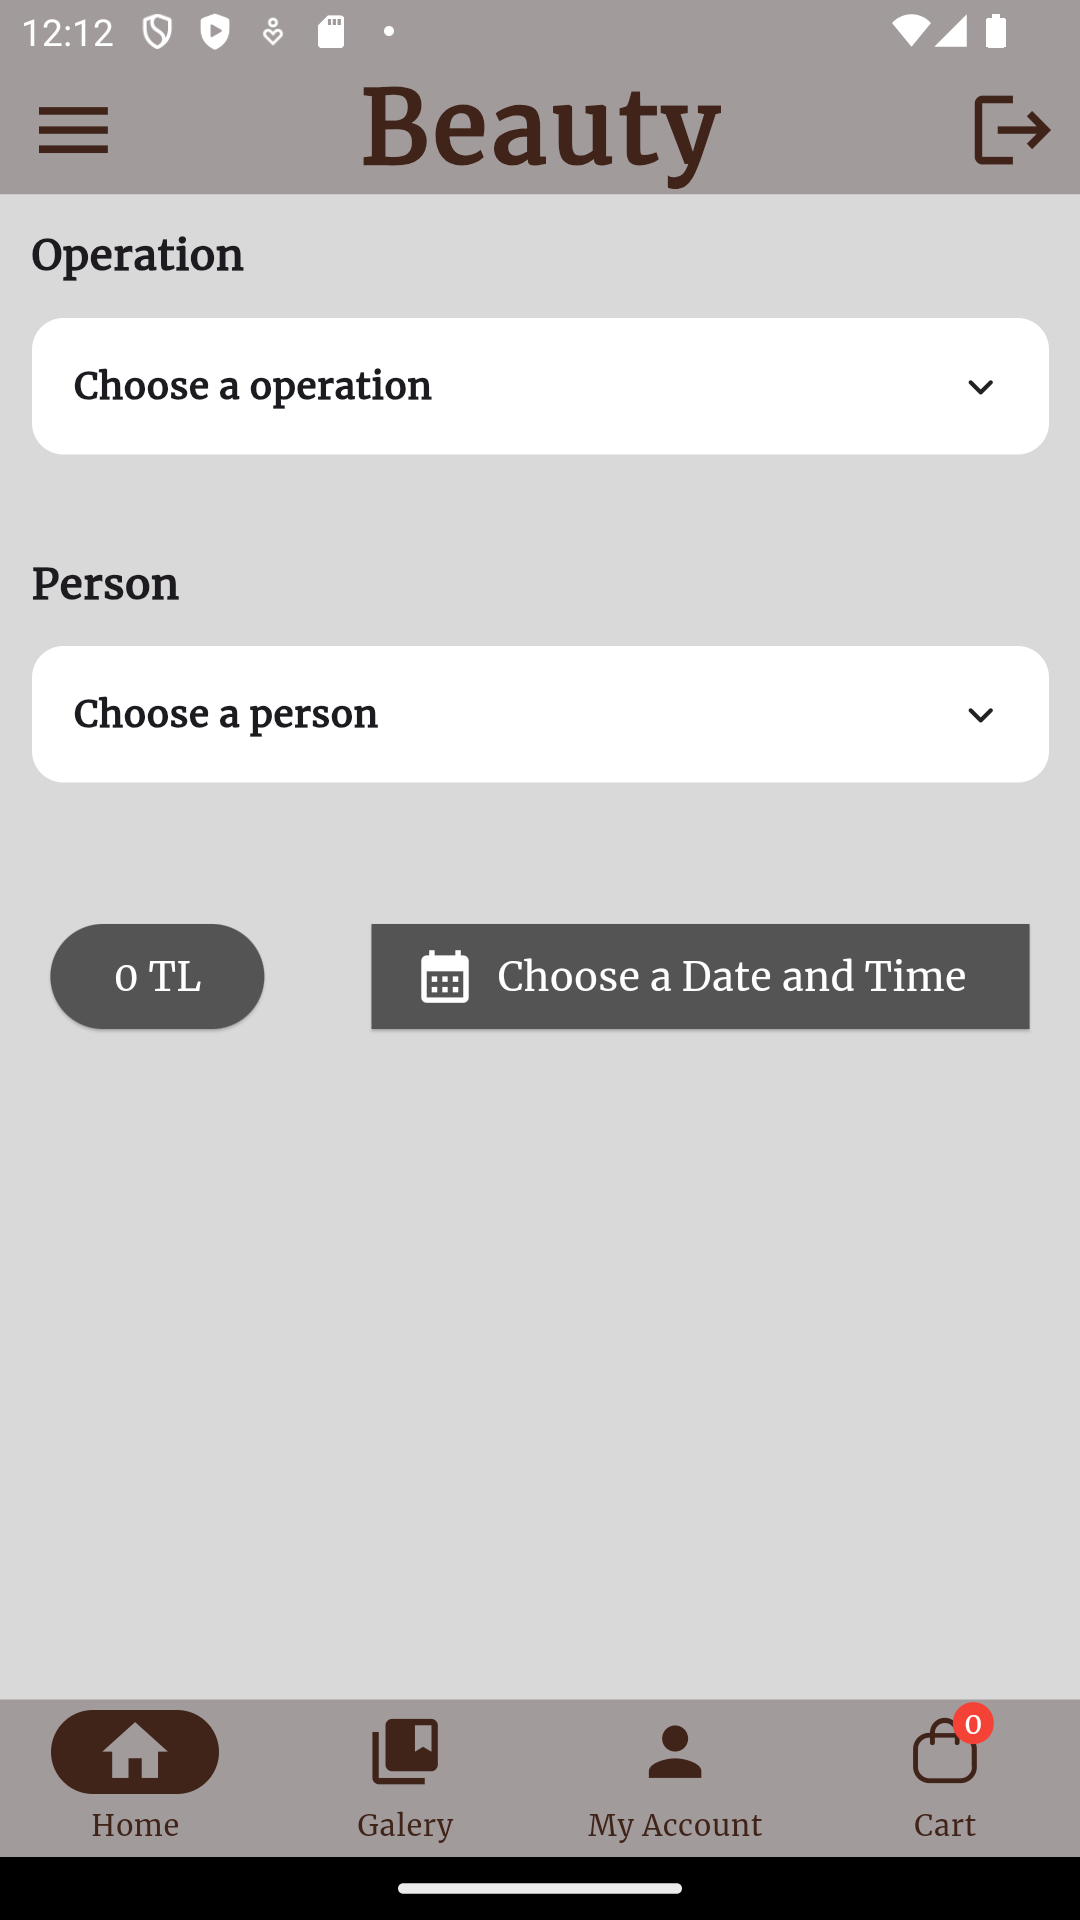 12:12
Beauty
Operation
Choose a operation
Person
Choose a person
0 TL
Choose a Date and Time
0
Home
Galery
My Account
Cart